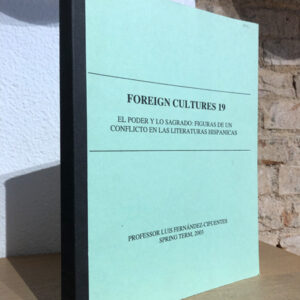 FOREIGN CULTURES 19
EL PODER Y LO SAGRADO: FIGURAS DE UN
CONFLICTO EN LAS LITERATURAS HISPANICAS
PROFESSOR LUIS FERNÁNDEZ-CIFUENTES
SPRING TERM, 2003